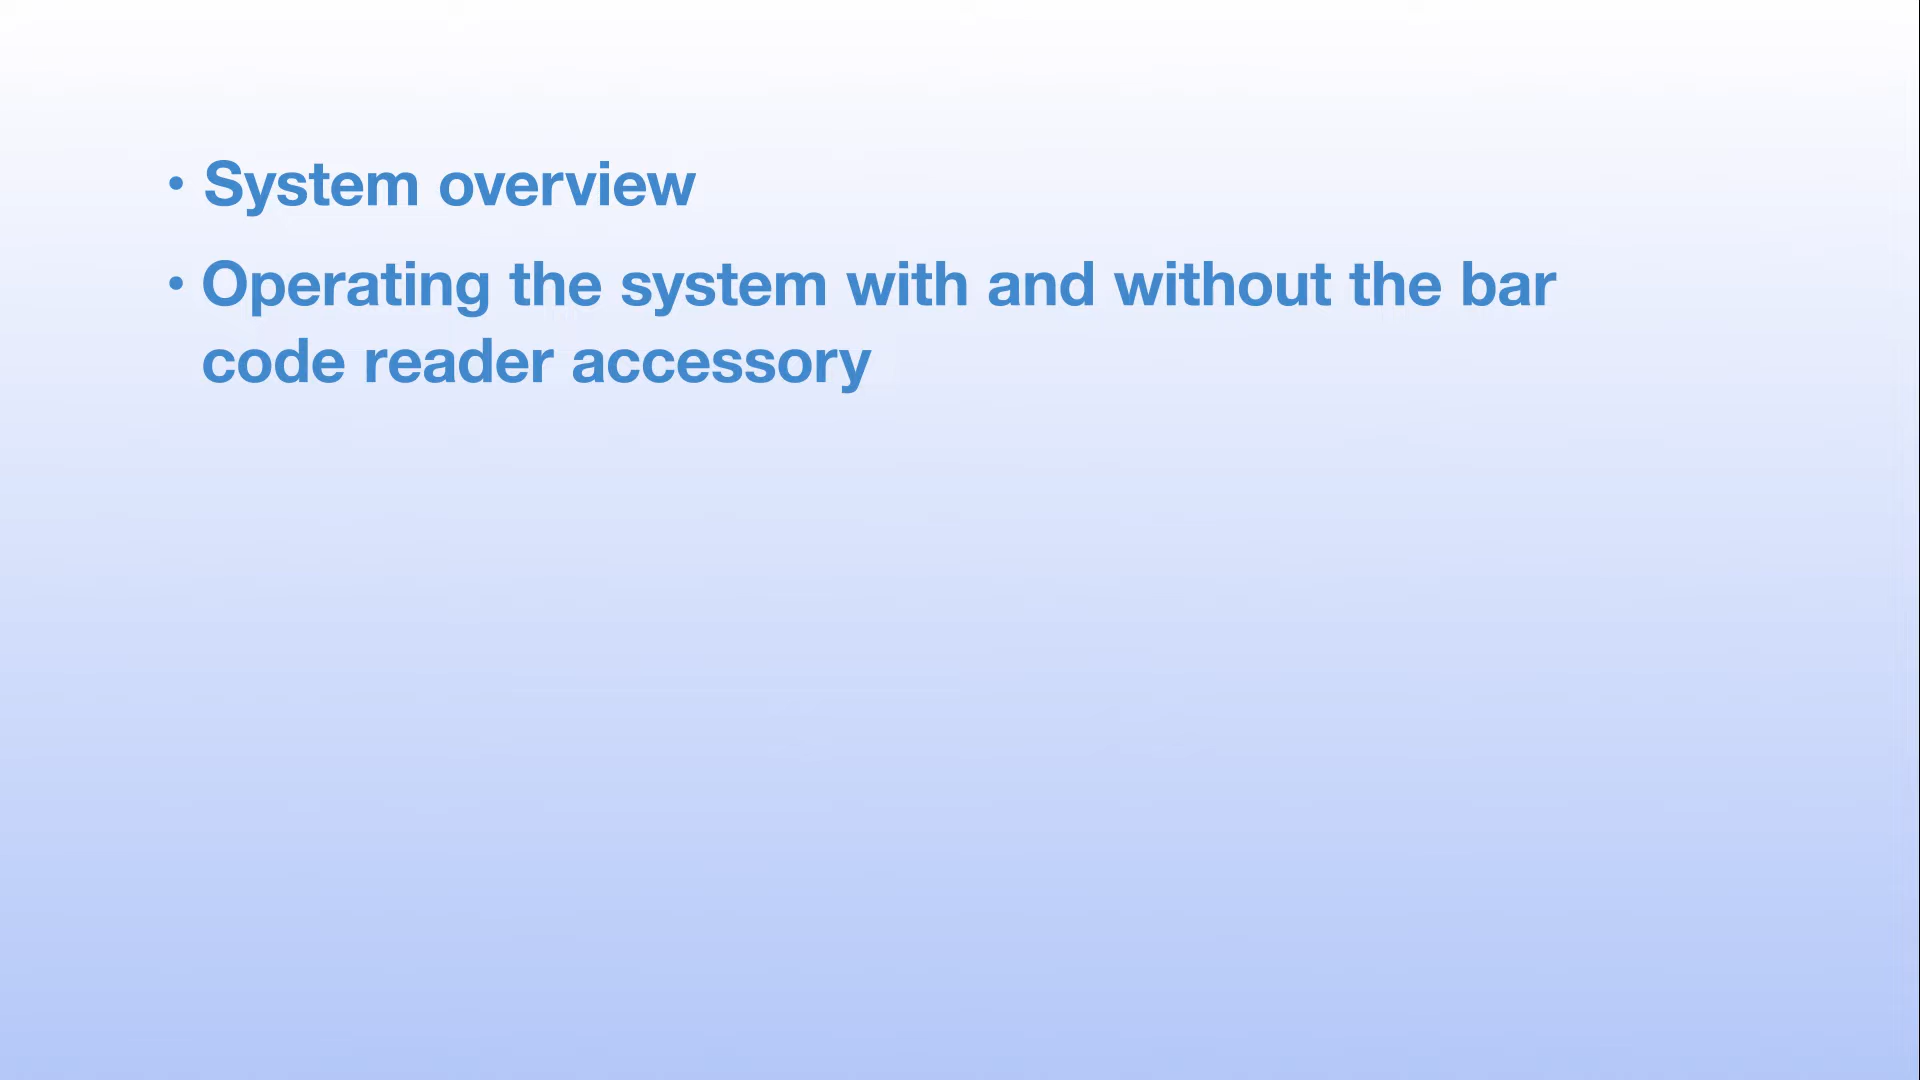 • System overview
• Operating the system with and without the bar
code reader accessory